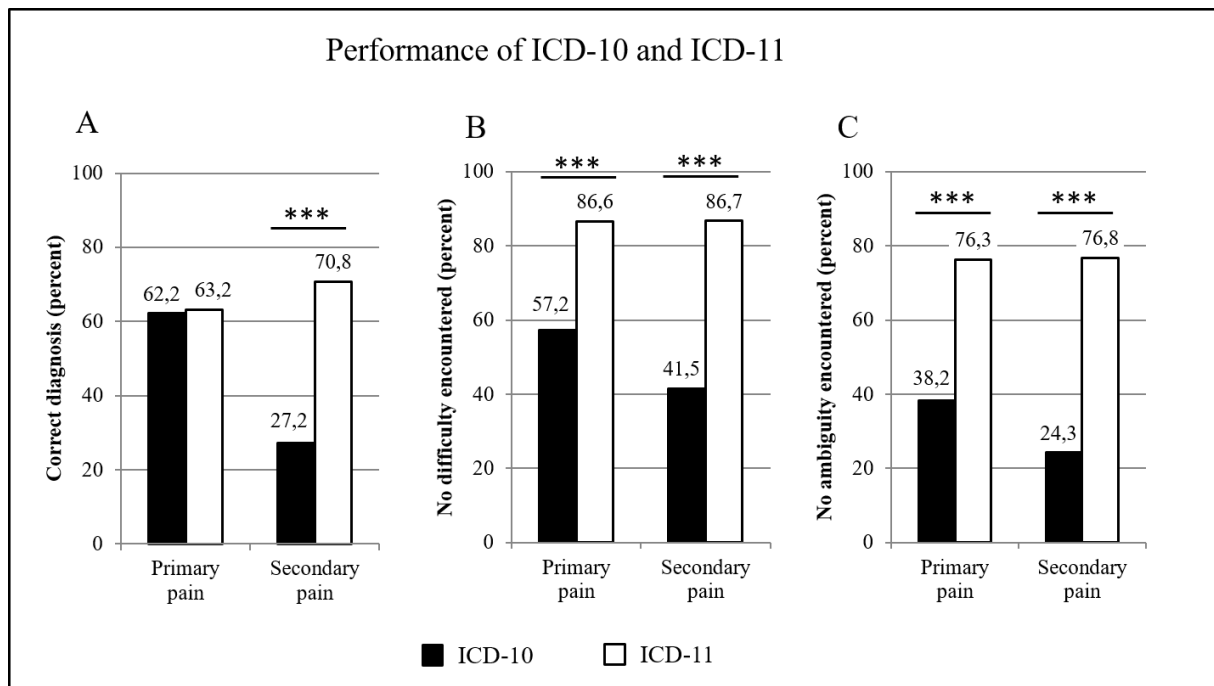 Performance of ICD-10 and ICD-11
A
Correct diagnosis (percent)
100
80
60
40
20
0
62,2
63,2
***
27,2
70,8
Primary
pain
Secondary
pain
B
No difficulty encountered (percent)
100
80
60
40
20
0
***
57,2
86,6
***
41,5
86,7
Primary
pain
Secondary
pain
C
No ambiguity encountered (percent)
100
80
60
40
20
0
***
38,2
76,3
***
24,3
76,8
Primary
pain
Secondary
pain
ICD-10
ICD-11